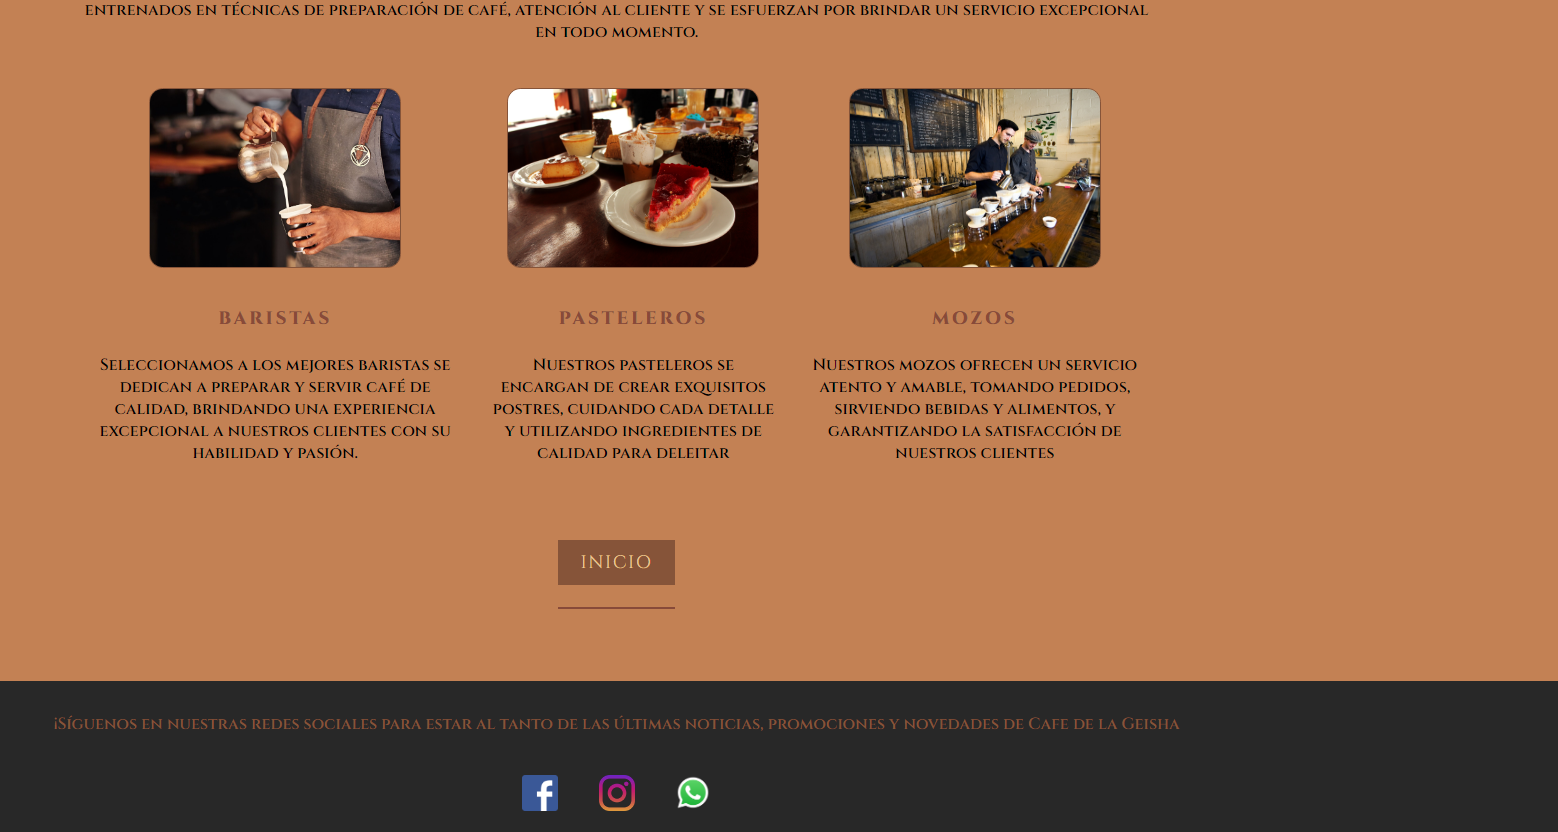 ENTRENADOS EN TÉCNICAS DE PREPARACIÓN DE CAFÉ, ATENCIÓN AL CLIENTE Y SE ESFUERZAN POR BRINDAR UN SERVICIO EXCEPCIONAL
EN TODO MOMENTO.
BARISTAS
Seleccionamos a los mejores baristas se
dedican a preparar y servir café de
calidad, brindando una experiencia
excepcional a nuestros clientes con su
habilidad y pasión.
PASTELEROS
Nuestros pasteleros se
encargan de crear exquisitos
postres, cuidando cada detalle
y utilizando ingredientes de
calidad para deleitar
MOZOS
Nuestros mozos ofrecen un servicio
atento y amable, tomando pedidos,
sirviendo bebidas y alimentos, y
garantizando la satisfacción de
nuestros clientes
INICIO
¡Síguenos en nuestras redes sociales para estar al tanto de las últimas noticias, promociones y novedades de Cafe de la Geisha